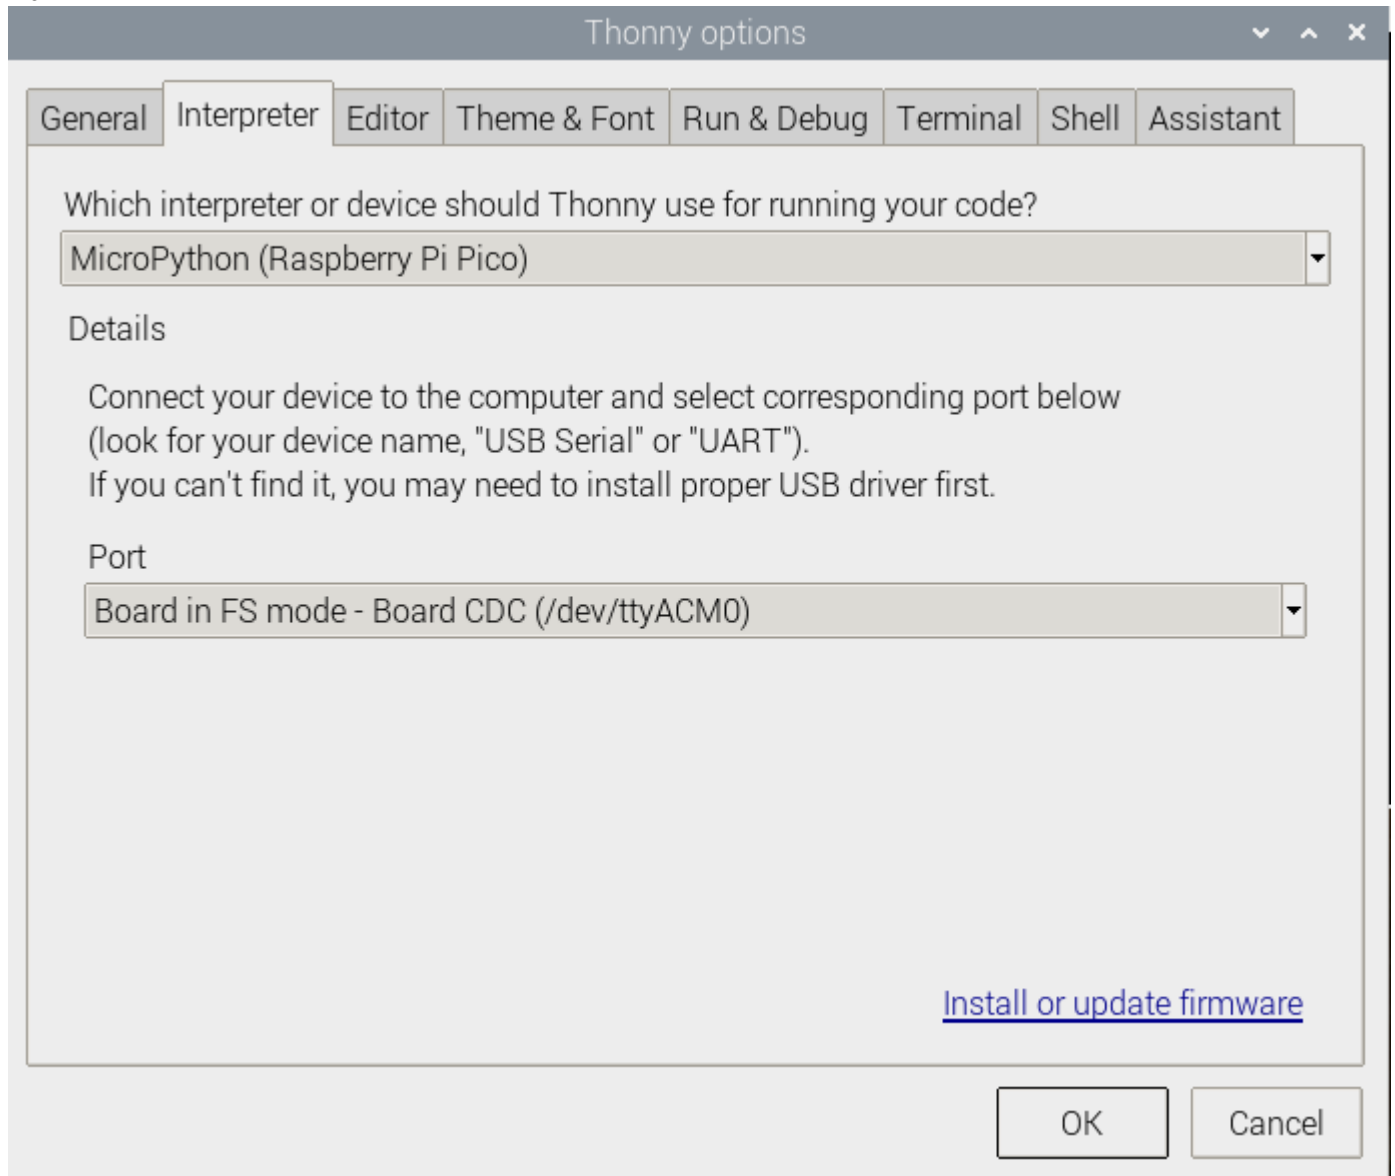 Thonny options
General Interpreter Editor Theme & Font Run & Debug Terminal Shell Assistant
Which interpreter or device should Thonny use for running your code?
MicroPython (Raspberry Pi Pico)
Details
Connect your device to the computer and select corresponding port below
(look for your device name, "USB Serial" or "UART").
If you can't find it, you may need to install proper USB driver first.
Port
Board in FS mode - Board CDC (/dev/ttyACM0)
Install or update firmware
OK Cancel